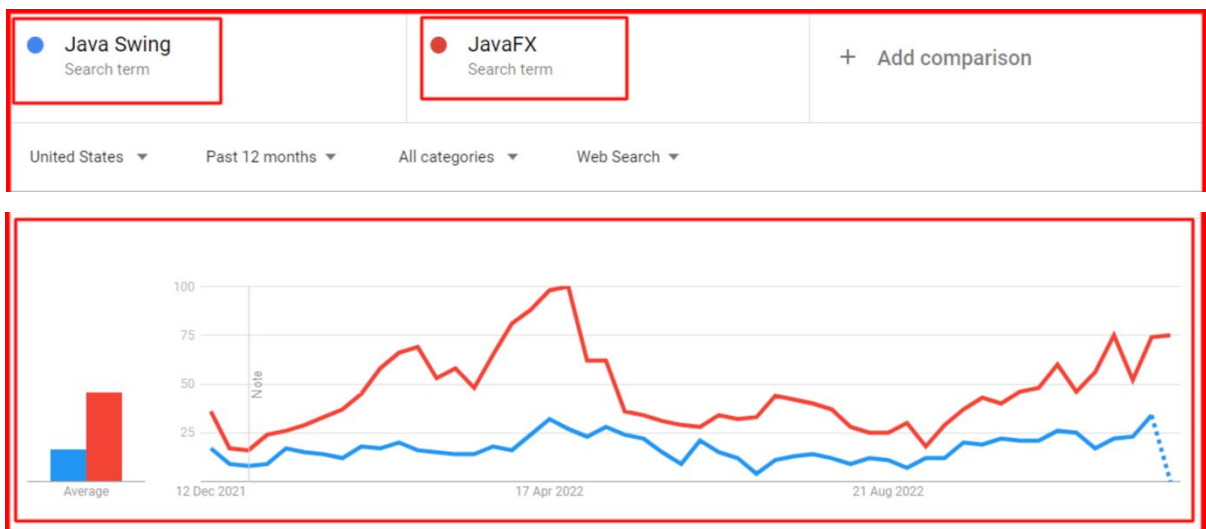 Java Swing
Search term
JavaFX
Search term
+ Add comparison
United States
Past 12 months
All categories
Web Search
100
75
50
25
Note
Average
12 Dec 2021
17 Apr 2022
21 Aug 2022